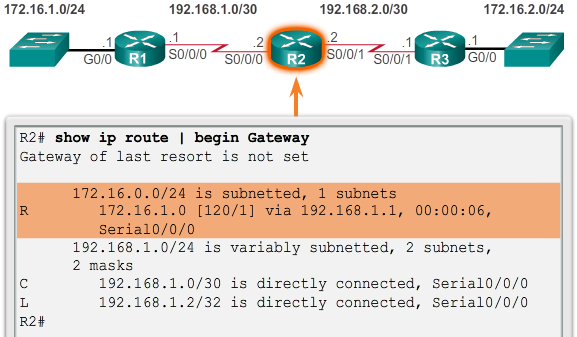 172.16.1.0/24 192.168.1.0/30 192.168.2.0/30 172.16.2.0/24
.1 .1 .2 .2 .1 .1
G0/0 R1 S0/0/0 S0/0/0 R2 S0/0/1 S0/0/1 R3 G0/0
R2# show ip route | begin Gateway
Gateway of last resort is not set
172.16.0.0/24 is subnetted, 1 subnets
R 172.16.1.0 [120/1] via 192.168.1.1, 00:00:06,
Serial0/0/0
192.168.1.0/24 is variably subnetted, 2 subnets,
2 masks
C 192.168.1.0/30 is directly connected, Serial0/0/0
L 192.168.1.2/32 is directly connected, Serial0/0/0
R2#